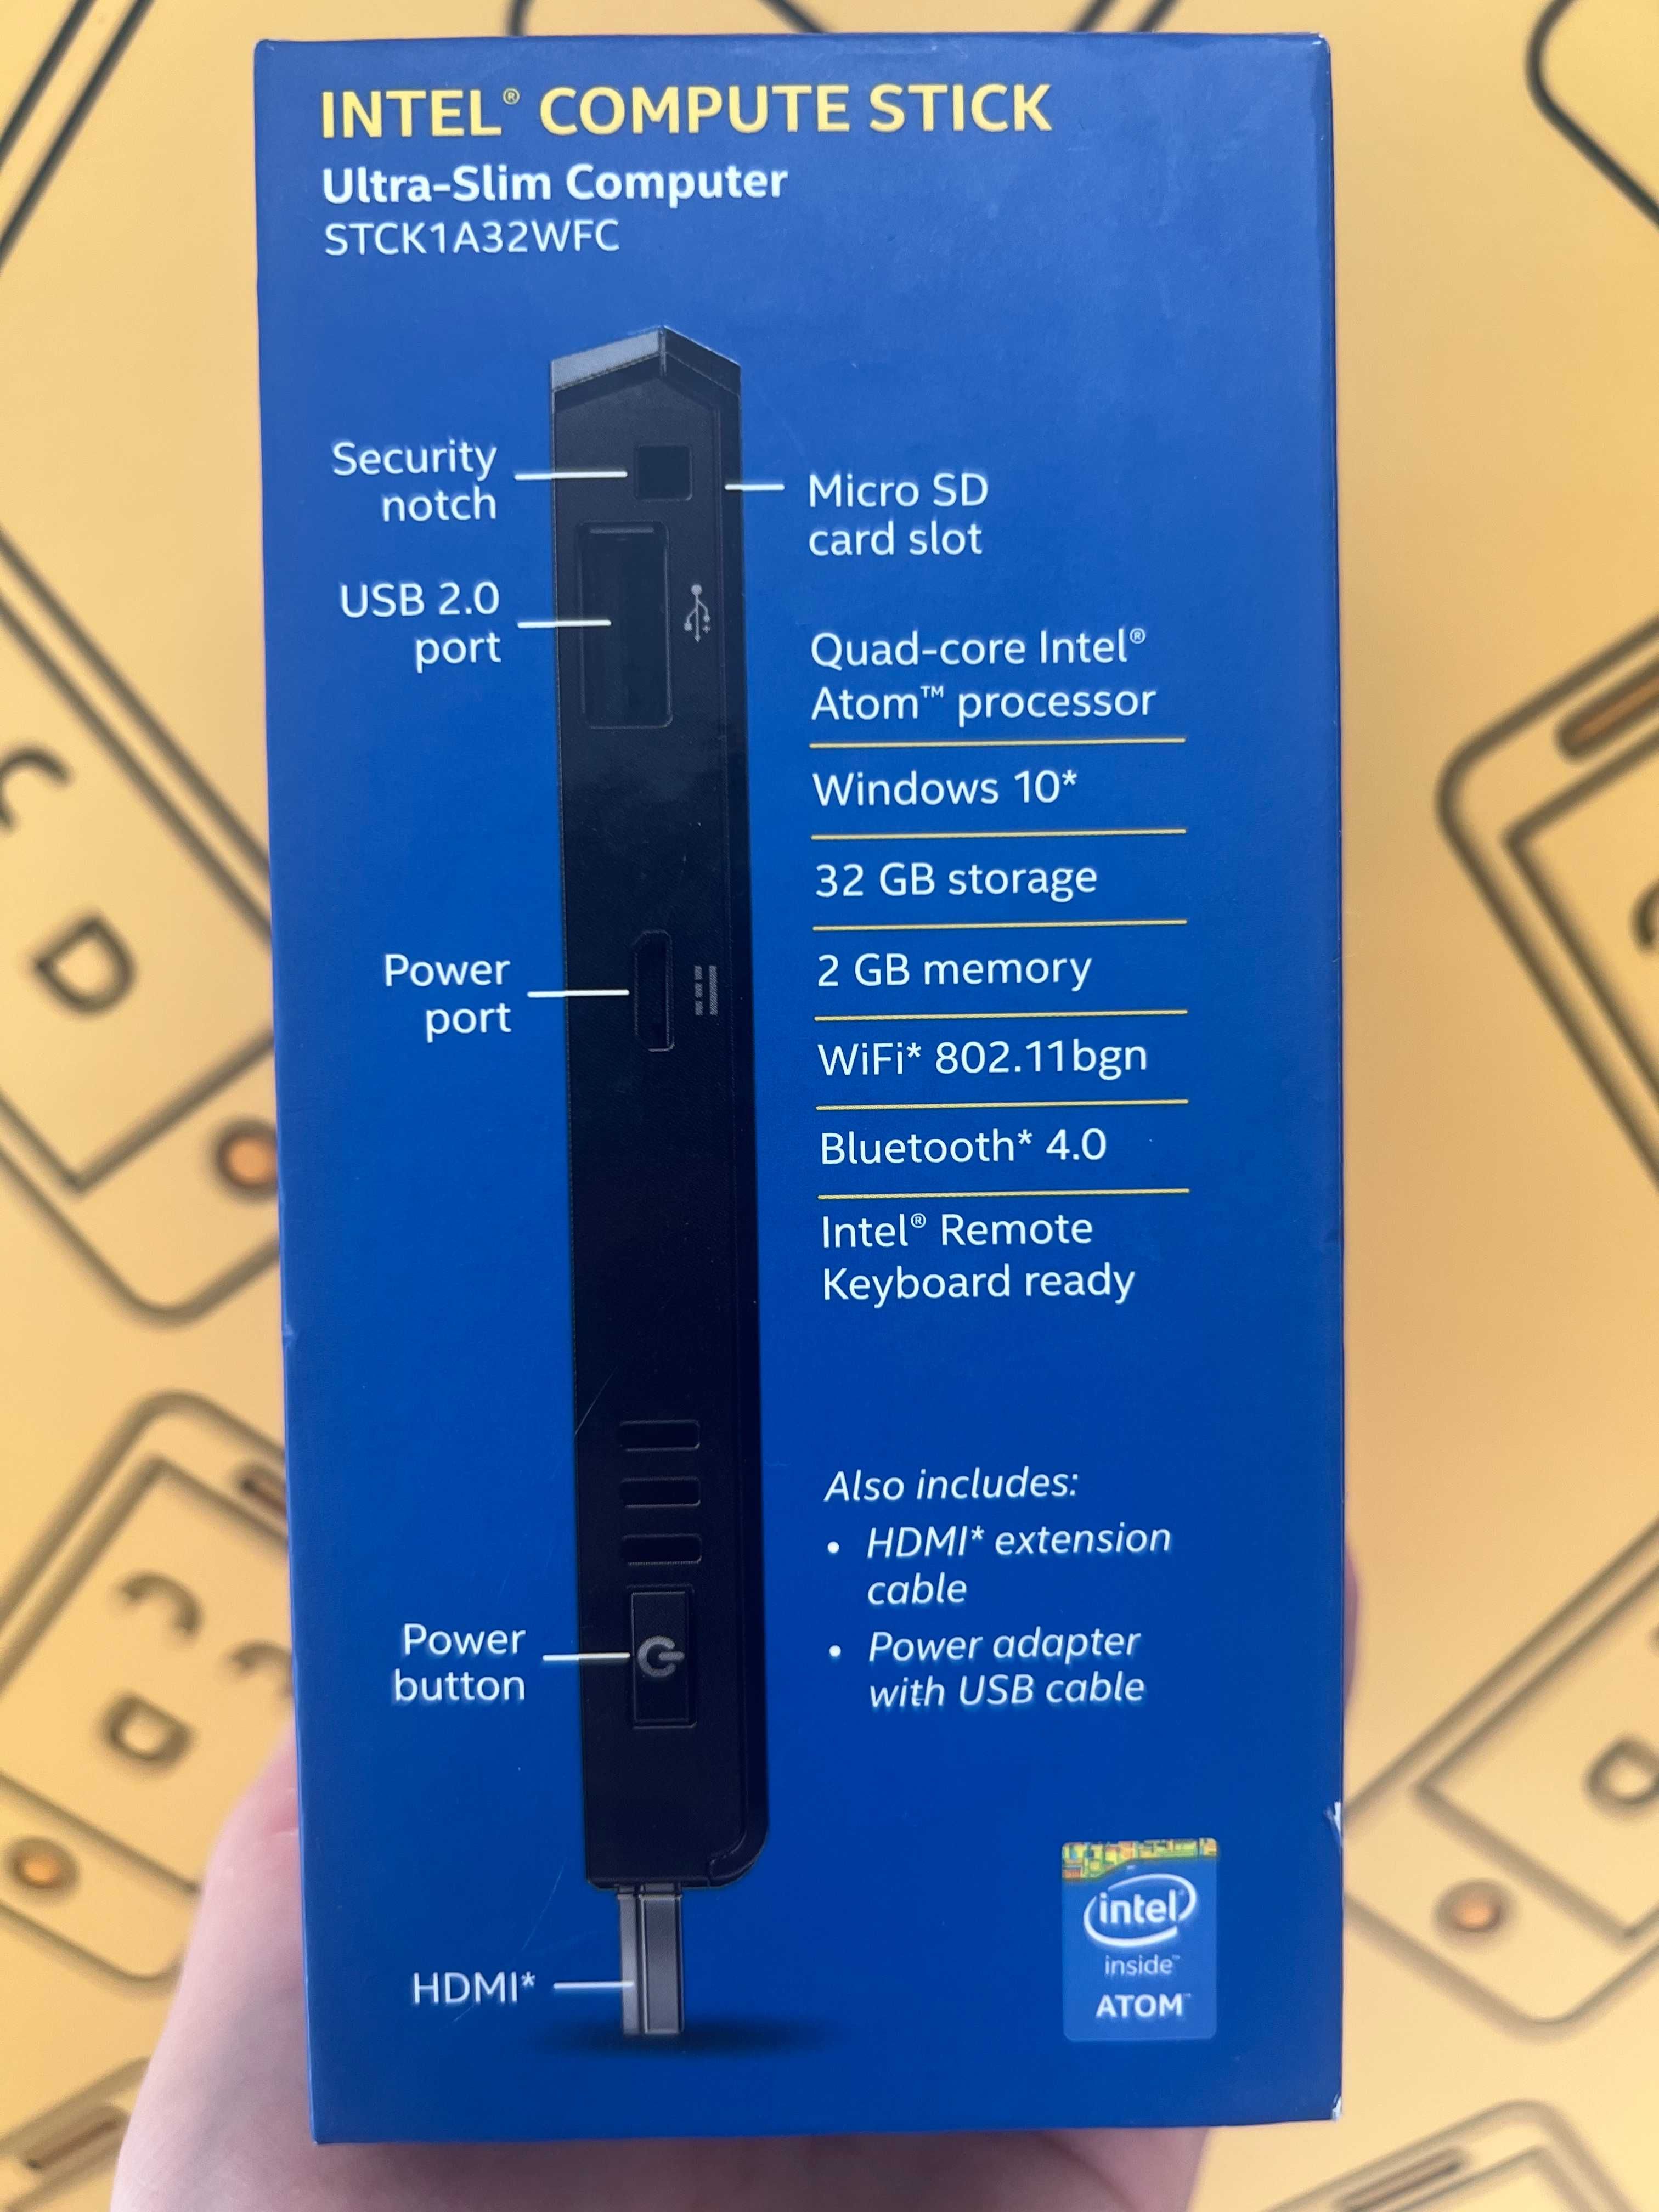 INTEL® COMPUTE STICK
Ultra-Slim Computer
STCK1A32WFC
Security
notch
USB 2.0
port
Power
port
Power
button
HDMI*
Micro SD
card slot
Quad-core Intel®
Atom™ processor
Windows 10*
32 GB storage
2 GB memory
WiFi* 802.11bgn
Bluetooth* 4.0
Intel® Remote
Keyboard ready
Also includes:
• HDMI* extension
cable
• Power adapter
with USB cable
intel®
inside™
ATOM™